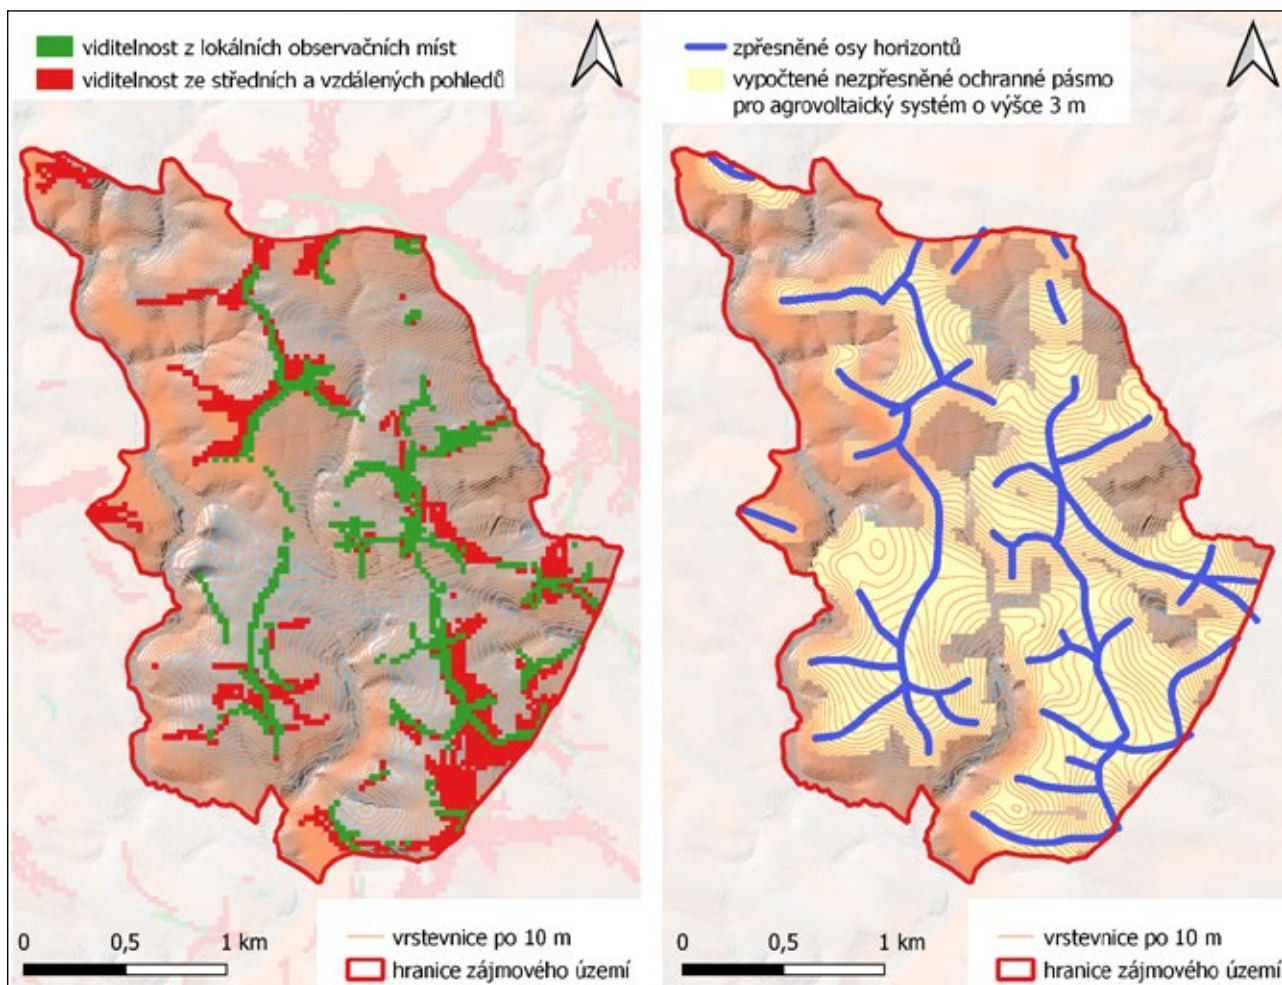 viditelnost z lokálních observačních míst
viditelnost ze středních a vzdálených pohledů
0 0,5 1 km
vrstevnice po 10 m
hranice zájmového území
zpřesněné osy horizontů
vypočtené nezpřesněné ochranné pásmo
pro agrovoltaický systém o výšce 3 m
0 0,5 1 km
vrstevnice po 10 m
hranice zájmového území